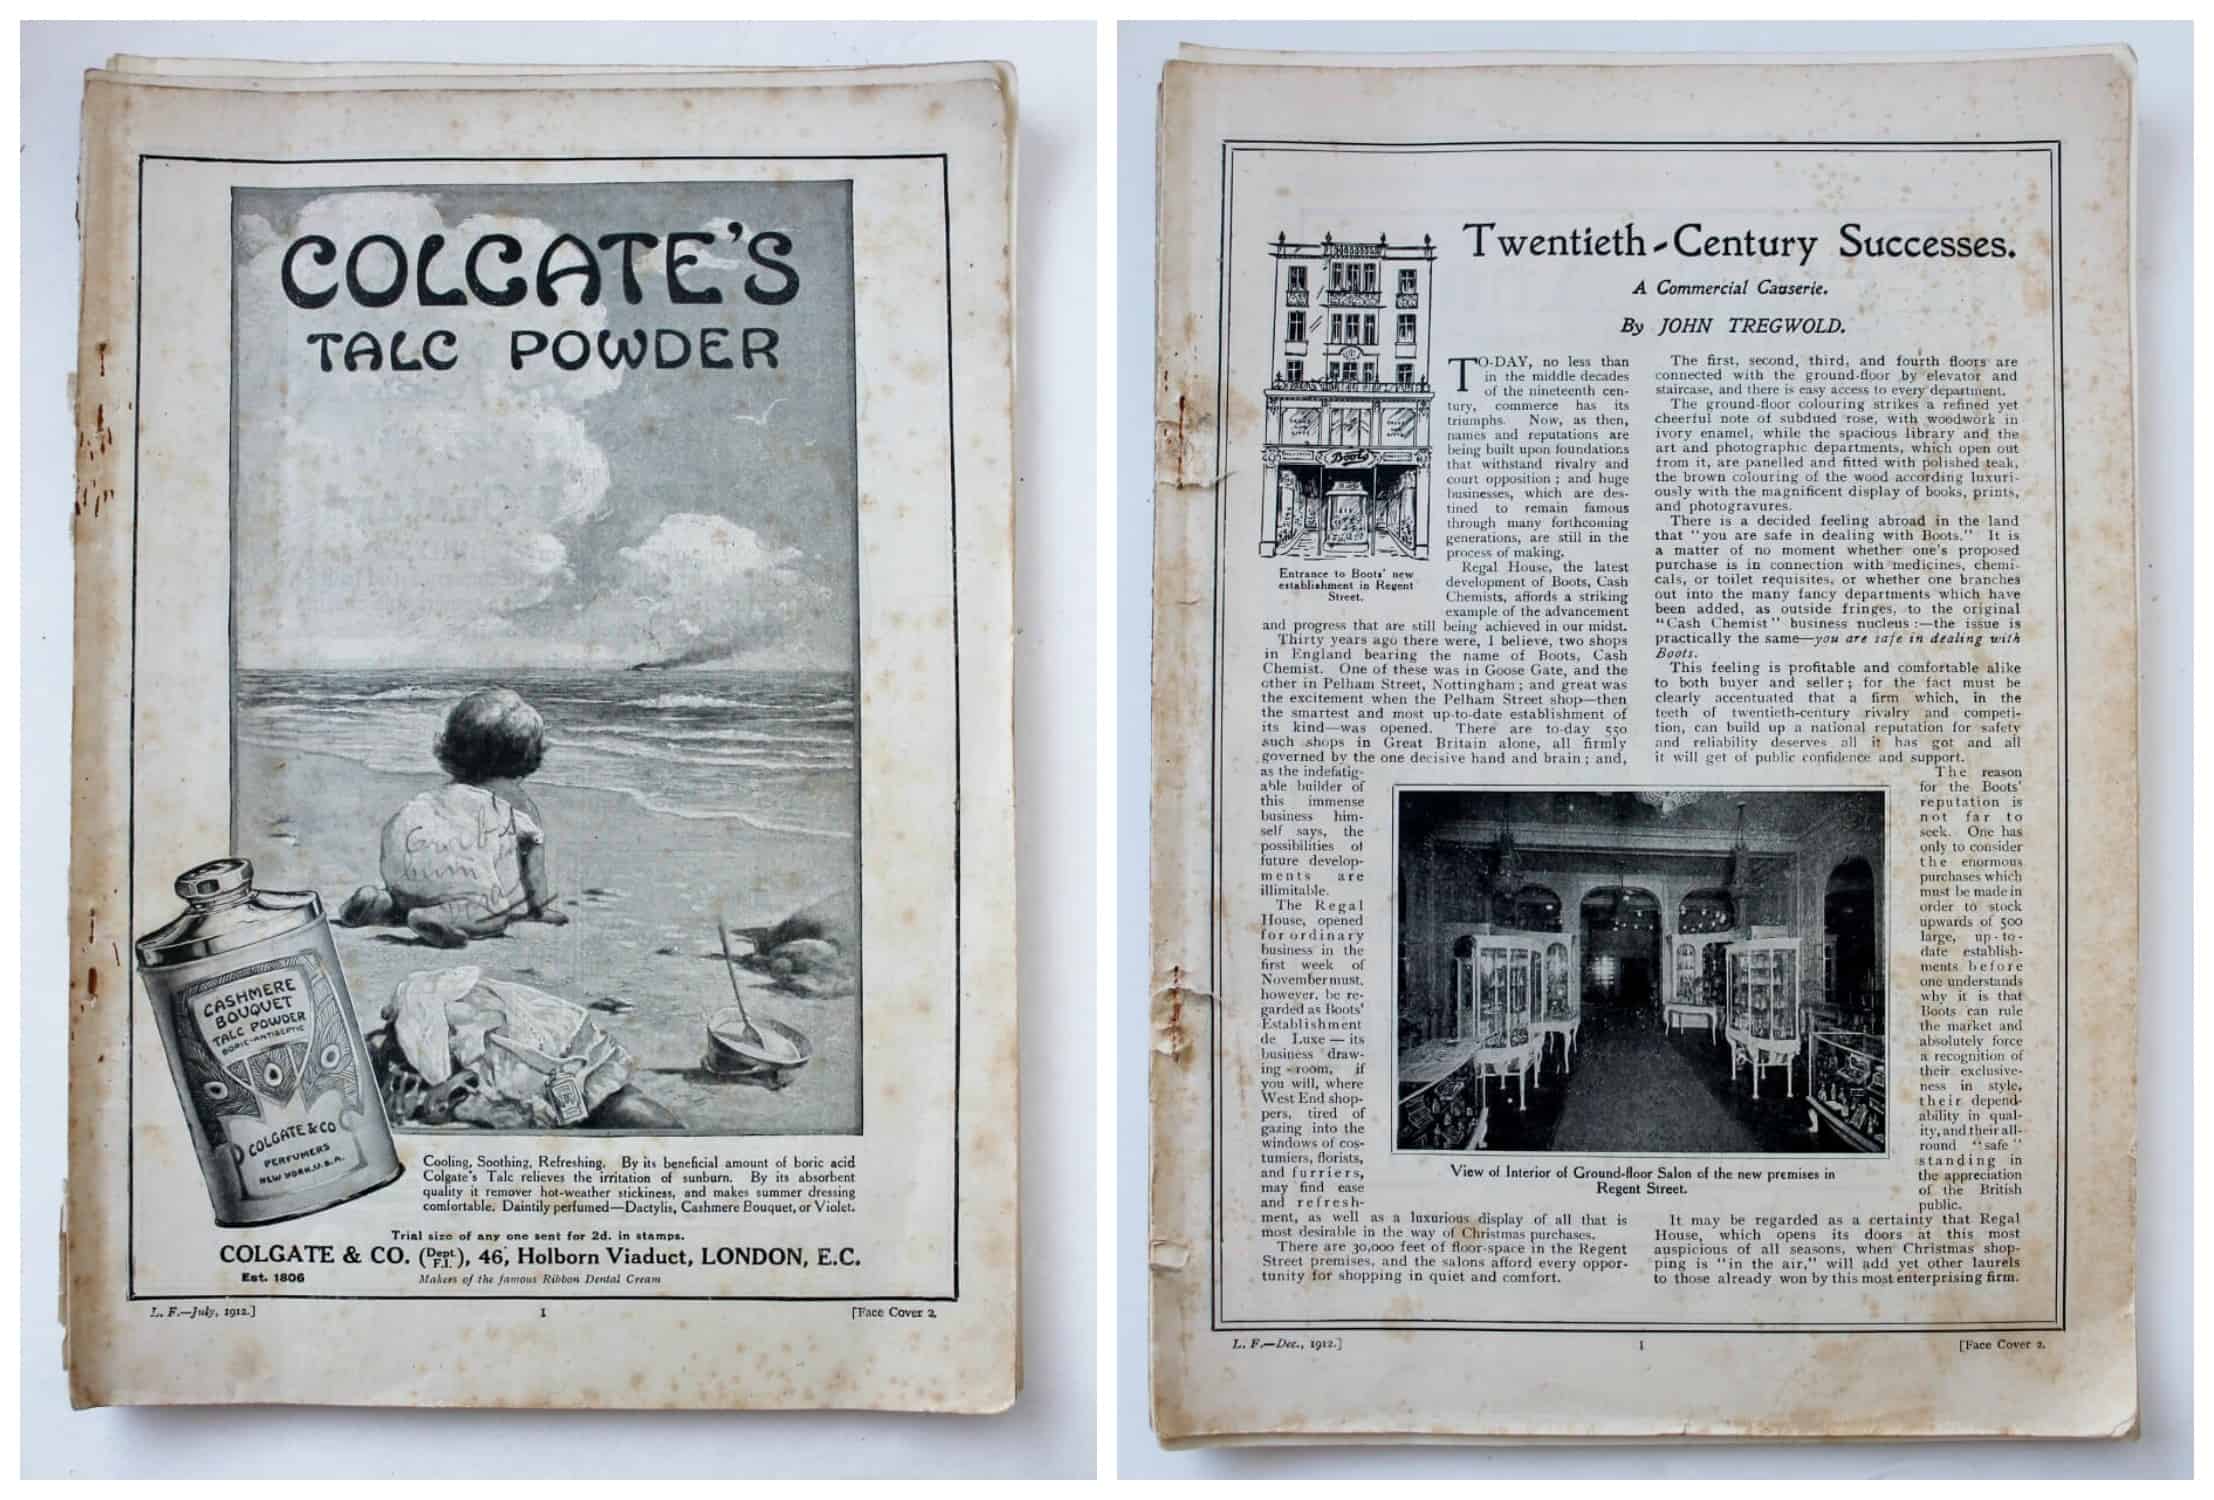 COLGATE'S
TALC POWDER
CASHMERE
BOUQUET
TALC POWDER
BORIC-ANTISEPTIC
COLGATE & CO
PERFUMERS
NEW YORK, U.S.A.
Cooling, Soothing, Refreshing. By its beneficial amount of boric acid
Colgate's Talc relieves the irritation of sunburn. By its absorbent
quality it remover hot-weather stickiness, and makes summer dressing
comfortable. Daintily perfumed—Dactylis, Cashmere Bouquet, or Violet.
Trial size of any one sent for 2d. in stamps.
COLGATE & CO. (Dept. F.I.), 46, Holborn Viaduct, LONDON, E.C.
Est. 1806
Makers of the famous Ribbon Dental Cream
L. F.—July, 1912.]
1
[Face Cover 2.
Twentieth-Century Successes.
A Commercial Causerie.
By JOHN TREGWOLD.
Boots
Entrance to Boots' new
establishment in Regent
Street.
TO-DAY, no less than
in the middle decades
of the nineteenth cen-
tury, commerce has its
triumphs. Now, as then,
names and reputations are
being built upon foundations
that withstand rivalry and
court opposition; and huge
businesses, which are des-
tined to remain famous
through many forthcoming
generations, are still in the
process of making.
Regal House, the latest
development of Boots, Cash
Chemists, affords a striking
example of the advancement
and progress that are still being achieved in our midst.
Thirty years ago there were, I believe, two shops
in England bearing the name of Boots, Cash
Chemist. One of these was in Goose Gate, and the
other in Pelham Street, Nottingham; and great was
the excitement when the Pelham Street shop—then
the smartest and most up-to-date establishment of
its kind—was opened. There are to-day 550
such shops in Great Britain alone, all firmly
governed by the one decisive hand and brain; and,
as the indefatig-
able builder of
this immense
business him-
self says, the
possibilities of
future develop-
ments are
illimitable.
The Regal
House, opened
for ordinary
business in the
first week of
November must,
however, be re-
garded as Boots'
Establishment
de Luxe — its
business draw-
ing-room, if
you will, where
West End shop-
pers, tired of
gazing into the
windows of cos-
tumiers, florists,
and furriers,
may find ease
and refresh-
ment, as well as a luxurious display of all that is
most desirable in the way of Christmas purchases.
There are 30,000 feet of floor-space in the Regent
Street premises, and the salons afford every oppor-
tunity for shopping in quiet and comfort.
The first, second, third, and fourth floors are
connected with the ground-floor by elevator and
staircase, and there is easy access to every department.
The ground-floor colouring strikes a refined yet
cheerful note of subdued rose, with woodwork in
ivory enamel, while the spacious library and the
art and photographic departments, which open out
from it, are panelled and fitted with polished teak,
the brown colouring of the wood according luxuri-
ously with the magnificent display of books, prints,
and photogravures.
There is a decided feeling abroad in the land
that "you are safe in dealing with Boots." It is
a matter of no moment whether one's proposed
purchase is in connection with medicines, chemi-
cals, or toilet requisites, or whether one branches
out into the many fancy departments which have
been added, as outside fringes, to the original
"Cash Chemist" business nucleus:—the issue is
practically the same—you are safe in dealing with
Boots.
This feeling is profitable and comfortable alike
to both buyer and seller; for the fact must be
clearly accentuated that a firm which, in the
teeth of twentieth-century rivalry and competi-
tion, can build up a national reputation for safety
and reliability deserves all it has got and all
it will get of public confidence and support.
The reason
for the Boots'
reputation is
not far to
seek. One has
only to consider
the enormous
purchases which
must be made in
order to stock
upwards of 500
large, up-to-
date establish-
ments before
one understands
why it is that
Boots can rule
the market and
absolutely force
a recognition of
their exclusive-
ness in style,
their depend-
ability in qual-
ity, and their all-
round "safe"
standing in
the appreciation
of the British
public.
View of Interior of Ground-floor Salon of the new premises in
Regent Street.
It may be regarded as a certainty that Regal
House, which opens its doors at this most
auspicious of all seasons, when Christmas shop-
ping is "in the air," will add yet other laurels
to those already won by this most enterprising firm.
L. F.—Dec., 1912.]
1
[Face Cover 2.